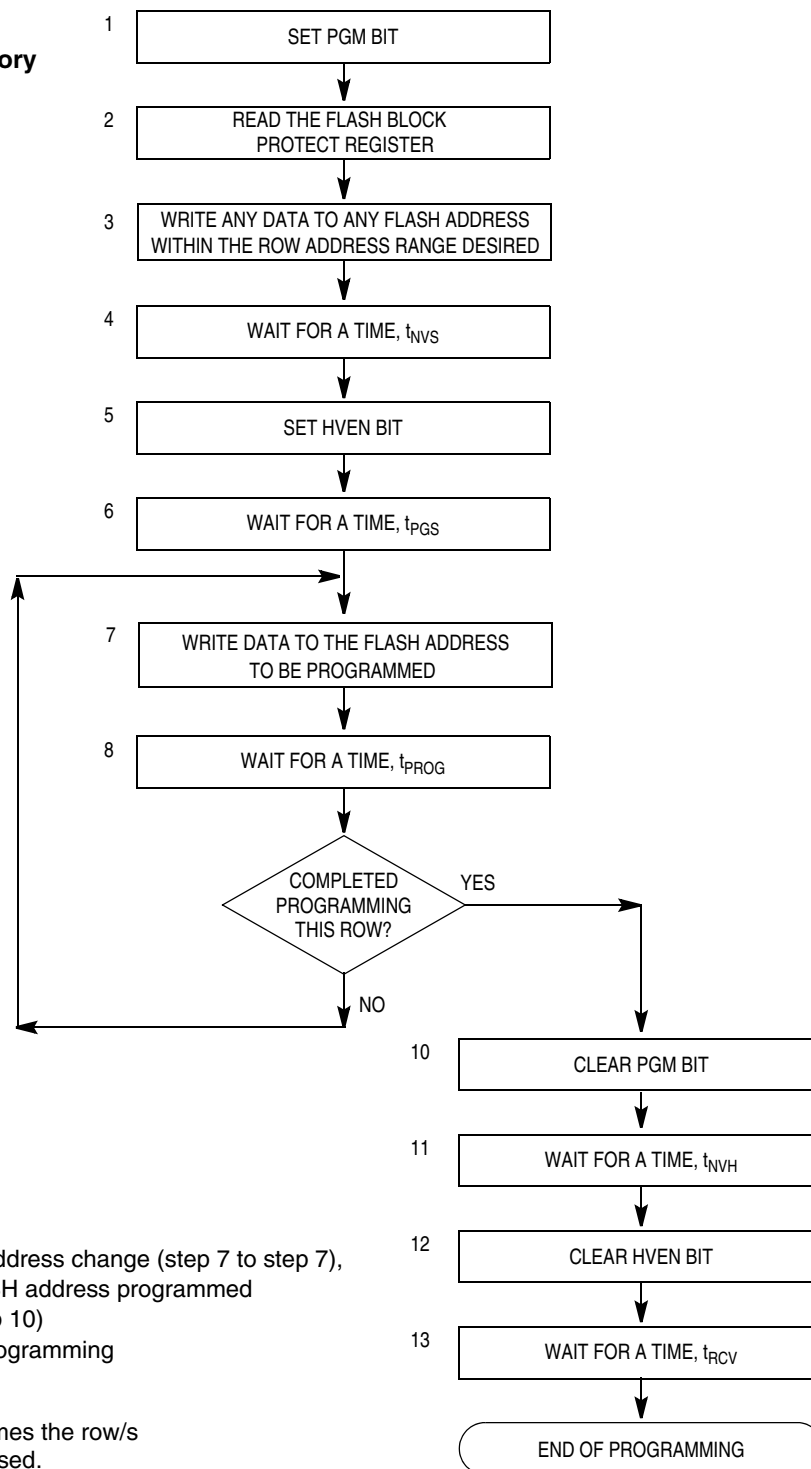 1
SET PGM BIT
ory
2
READ THE FLASH BLOCK
PROTECT REGISTER
3
WRITE ANY DATA TO ANY FLASH ADDRESS
WITHIN THE ROW ADDRESS RANGE DESIRED
4
WAIT FOR A TIME, tNVS
5
SET HVEN BIT
6
WAIT FOR A TIME, tPGS
7
WRITE DATA TO THE FLASH ADDRESS
TO BE PROGRAMMED
8
WAIT FOR A TIME, tPROG
COMPLETED
PROGRAMMING
THIS ROW?
YES
NO
10
CLEAR PGM BIT
11
WAIT FOR A TIME, tNVH
12
CLEAR HVEN BIT
13
WAIT FOR A TIME, tRCV
END OF PROGRAMMING
ddress change (step 7 to step 7),
H address programmed
10)
ogramming
nes the row/s
sed.